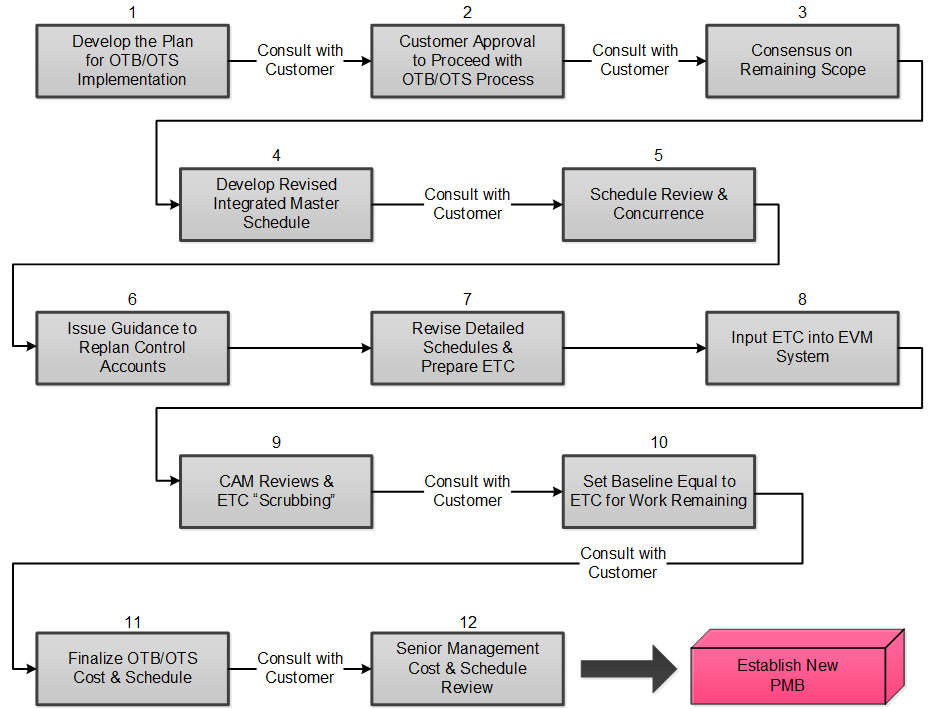 1
2
3
Develop the Plan
for OTB/OTS
Implementation
Consult with
Customer
Customer Approval
to Proceed with
OTB/OTS Process
Consult with
Customer
Consensus on
Remaining Scope
4
5
Develop Revised
Integrated Master
Schedule
Consult with
Customer
Schedule Review &
Concurrence
6
7
8
Issue Guidance to
Replan Control
Accounts
Revise Detailed
Schedules &
Prepare ETC
Input ETC into EVM
System
9
10
CAM Reviews &
ETC “Scrubbing”
Consult with
Customer
Set Baseline Equal to
ETC for Work Remaining
Consult with
Customer
11
12
Finalize OTB/OTS
Cost & Schedule
Consult with
Customer
Senior Management
Cost & Schedule
Review
Establish New
PMB